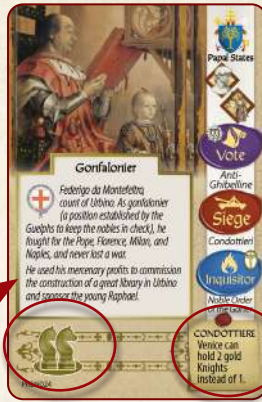 Papal States
Vote
Anti-
Ghibelline
Siege
Condottieri
Inquisitor
Noble Order
of the
Gonfalonier
Federigo da Montefeltro,
count of Urbino. As gonfalonier
(a position established by the
Guelphs to keep the nobles in check), he
fought for the Pope, Florence, Milan, and
Naples, and never lost a war.
He used his mercenary profits to commission
the construction of a great library in Urbino
and sponsor the young Raphael.
CONDOTTIERE
Venice can
hold 2 gold
Knights
instead of 1.